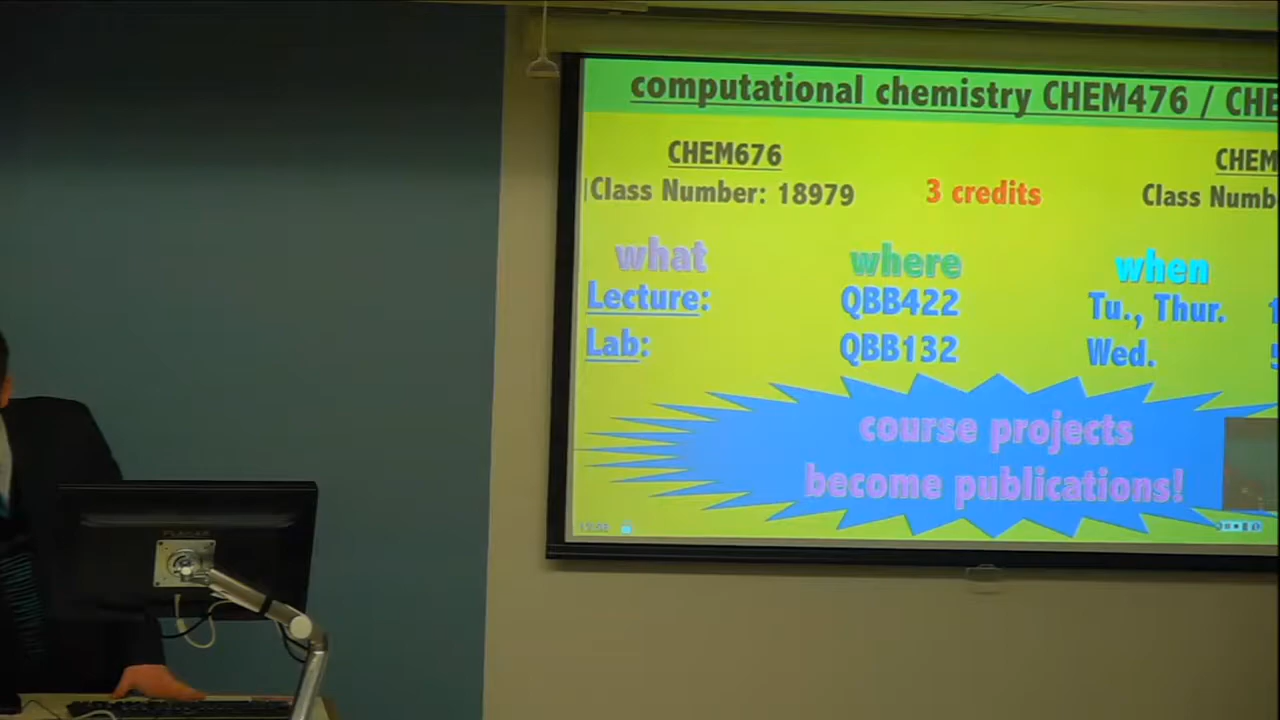 computational chemistry CHEM476 / CHE
CHEM676
CHEM
Class Number: 18979
3 credits
Class Numb
what
where
when
Lecture:
QBB422
Tu., Thur.
Lab:
QBB132
Wed.
course projects
become publications!
PLANAR